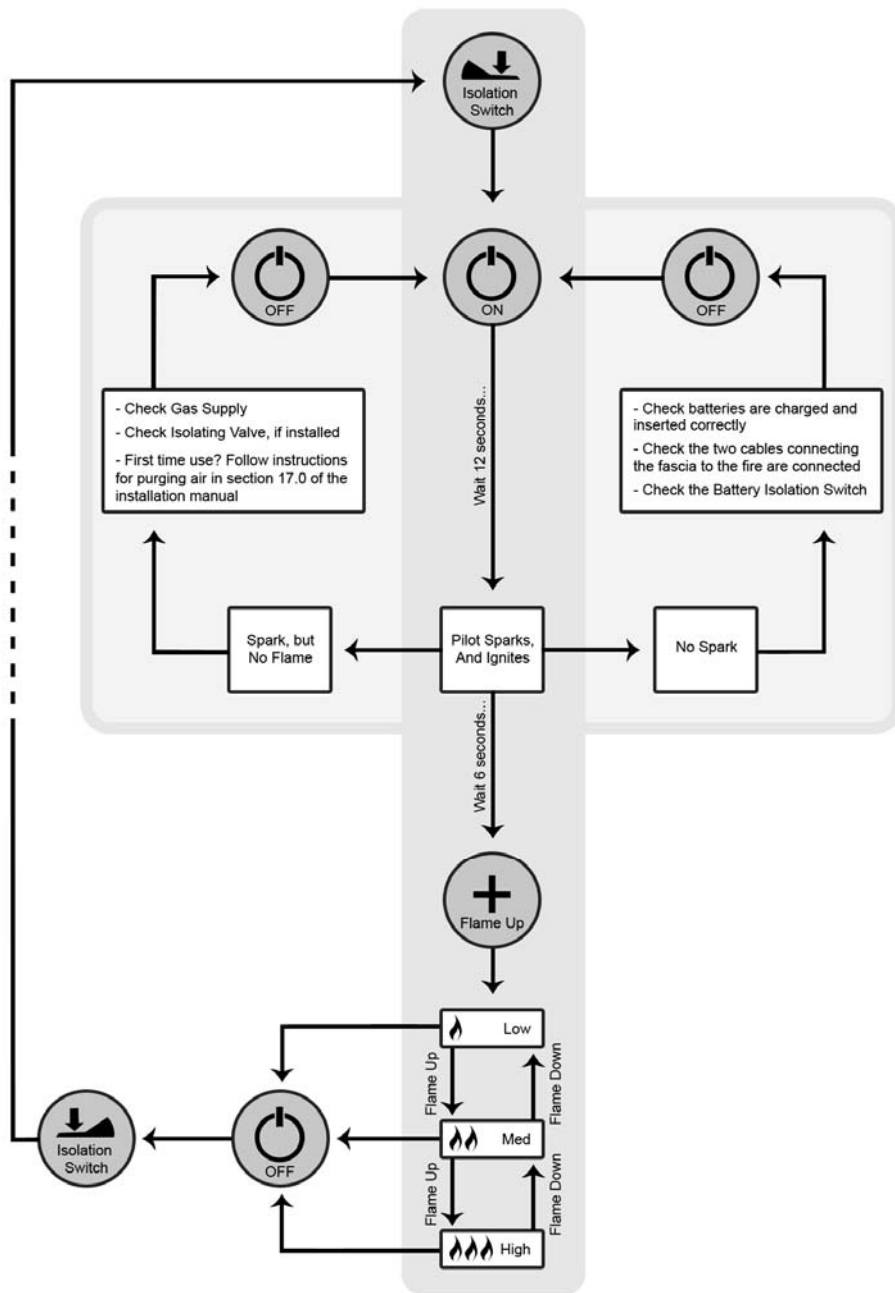 Isolation
Switch
OFF
ON
OFF
- Check Gas Supply
- Check Isolating Valve, if installed
- First time use? Follow instructions
for purging air in section 17.0 of the
installation manual
Wait 12 seconds...
- Check batteries are charged and
inserted correctly
- Check the two cables connecting
the fascia to the fire are connected
- Check the Battery Isolation Switch
Spark, but
No Flame
Pilot Sparks,
And Ignites
No Spark
Wait 6 seconds...
Flame Up
Low
Flame Up
Flame Down
Isolation
Switch
OFF
Med
Flame Up
Flame Down
High